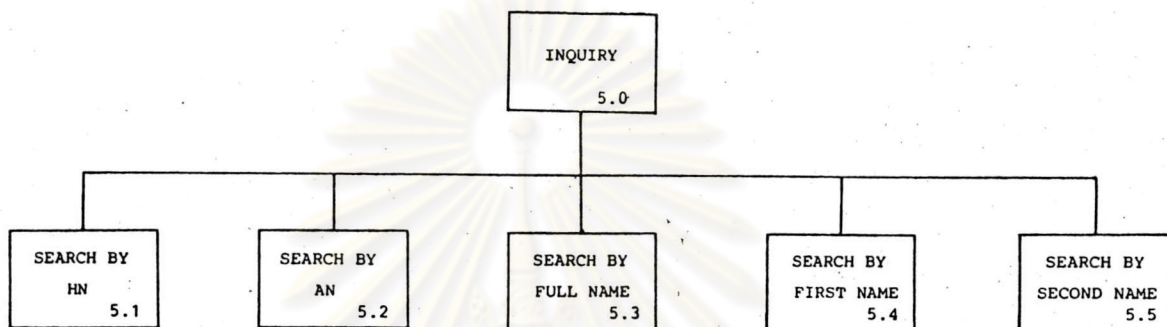 INQUIRY
5.0
SEARCH BY
HN
5.1
SEARCH BY
AN
5.2
SEARCH BY
FULL NAME
5.3
SEARCH BY
FIRST NAME
5.4
SEARCH BY
SECOND NAME
5.5